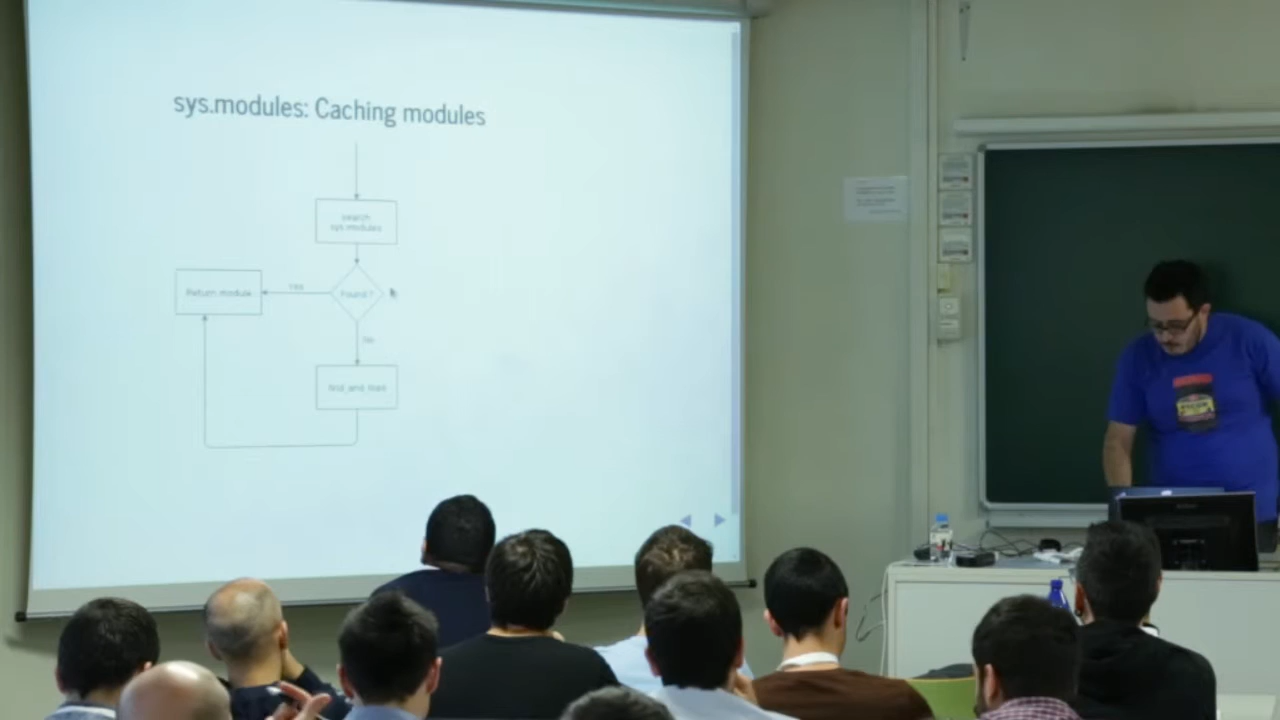 sys.modules: Caching modules
search
sys.modules
Found?
Yes
Return module
No
find_and_load